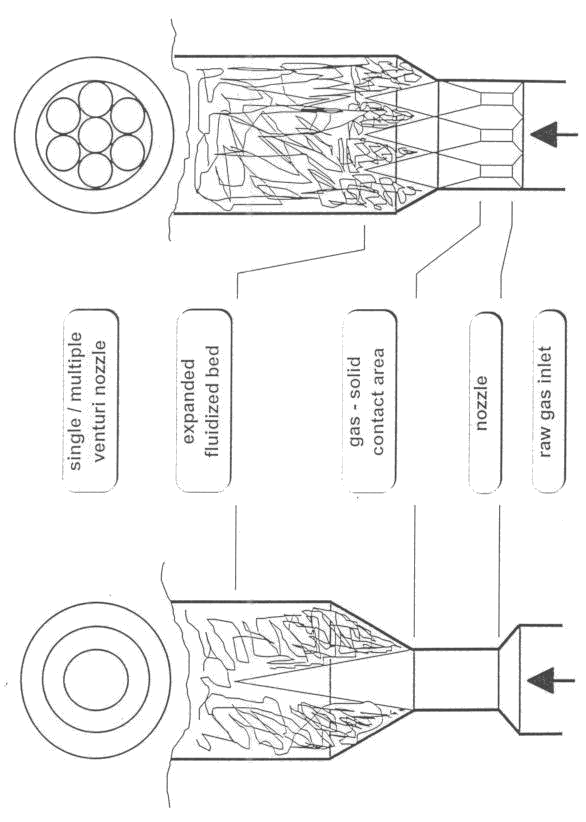 single / multiple
venturi nozzle
expanded
fluidized bed
gas - solid
contact area
nozzle
raw gas inlet